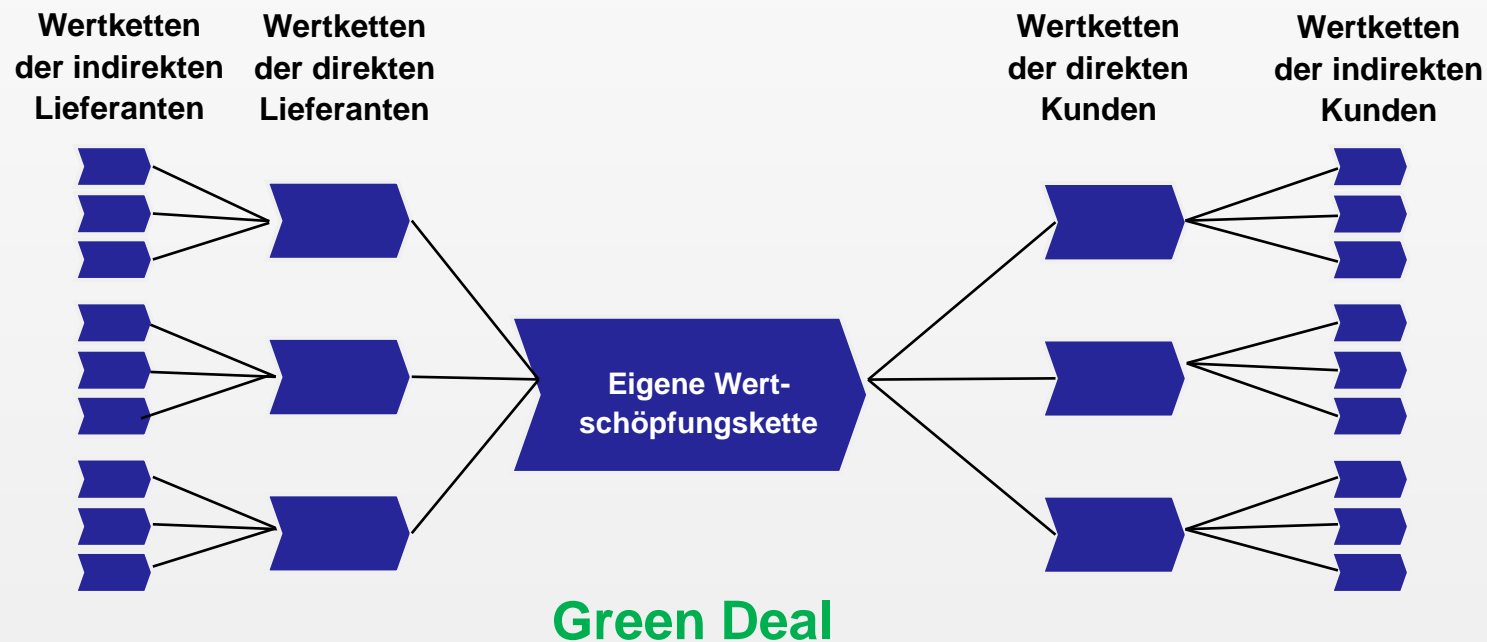 Wertketten
der indirekten
Lieferanten
Wertketten
der direkten
Lieferanten
Wertketten
der direkten
Kunden
Wertketten
der indirekten
Kunden
Eigene Wert-
schöpfungskette
Green Deal